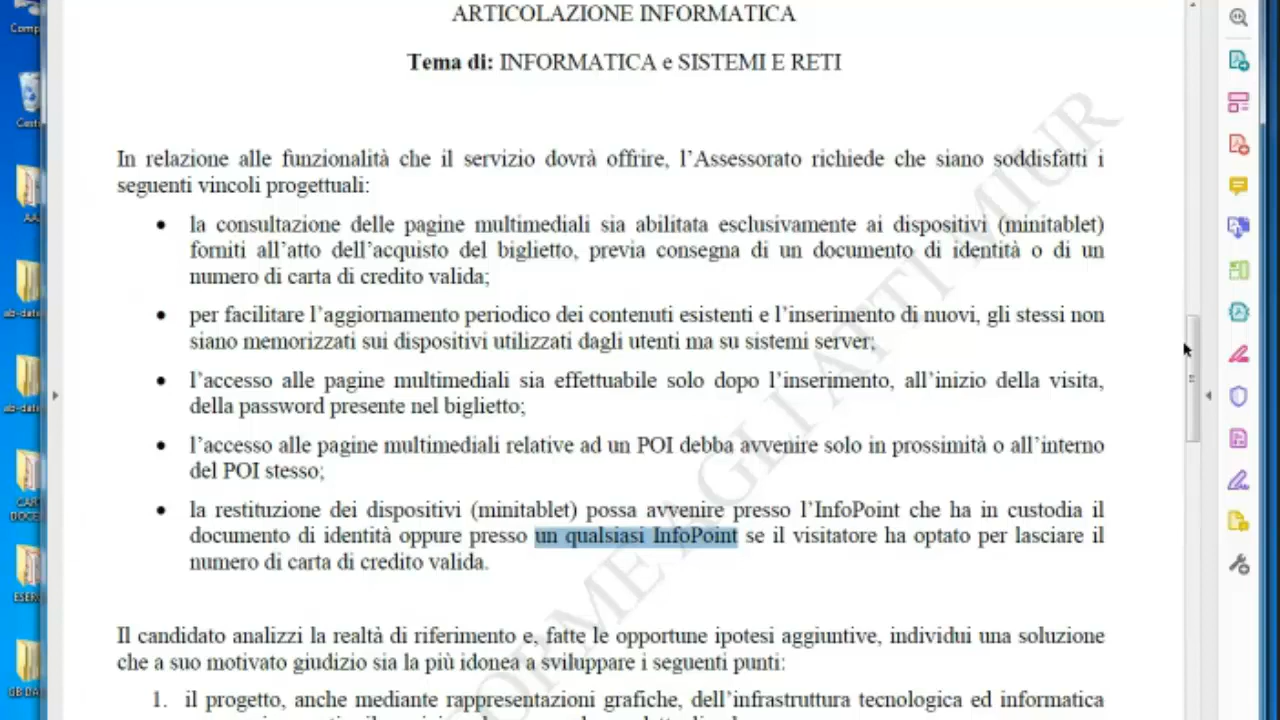 ARTICOLAZIONE INFORMATICA
Tema di: INFORMATICA e SISTEMI E RETI
In relazione alle funzionalità che il servizio dovrà offrire, l'Assessorato richiede che siano soddisfatti i
seguenti vincoli progettuali:
• la consultazione delle pagine multimediali sia abilitata esclusivamente ai dispositivi (minitablet)
forniti all'atto dell'acquisto del biglietto, previa consegna di un documento di identità o di un
numero di carta di credito valida;
• per facilitare l'aggiornamento periodico dei contenuti esistenti e l'inserimento di nuovi, gli stessi non
siano memorizzati sui dispositivi utilizzati dagli utenti ma su sistemi server;
• l'accesso alle pagine multimediali sia effettuabile solo dopo l'inserimento, all'inizio della visita,
della password presente nel biglietto;
• l'accesso alle pagine multimediali relative ad un POI debba avvenire solo in prossimità o all'interno
del POI stesso;
• la restituzione dei dispositivi (minitablet) possa avvenire presso l'InfoPoint che ha in custodia il
documento di identità oppure presso un qualsiasi InfoPoint se il visitatore ha optato per lasciare il
numero di carta di credito valida.
Il candidato analizzi la realtà di riferimento e, fatte le opportune ipotesi aggiuntive, individui una soluzione
che a suo motivato giudizio sia la più idonea a sviluppare i seguenti punti:
1. il progetto, anche mediante rappresentazioni grafiche, dell'infrastruttura tecnologica ed informatica
AGLI ATTI MIUR
Comp
Cesti